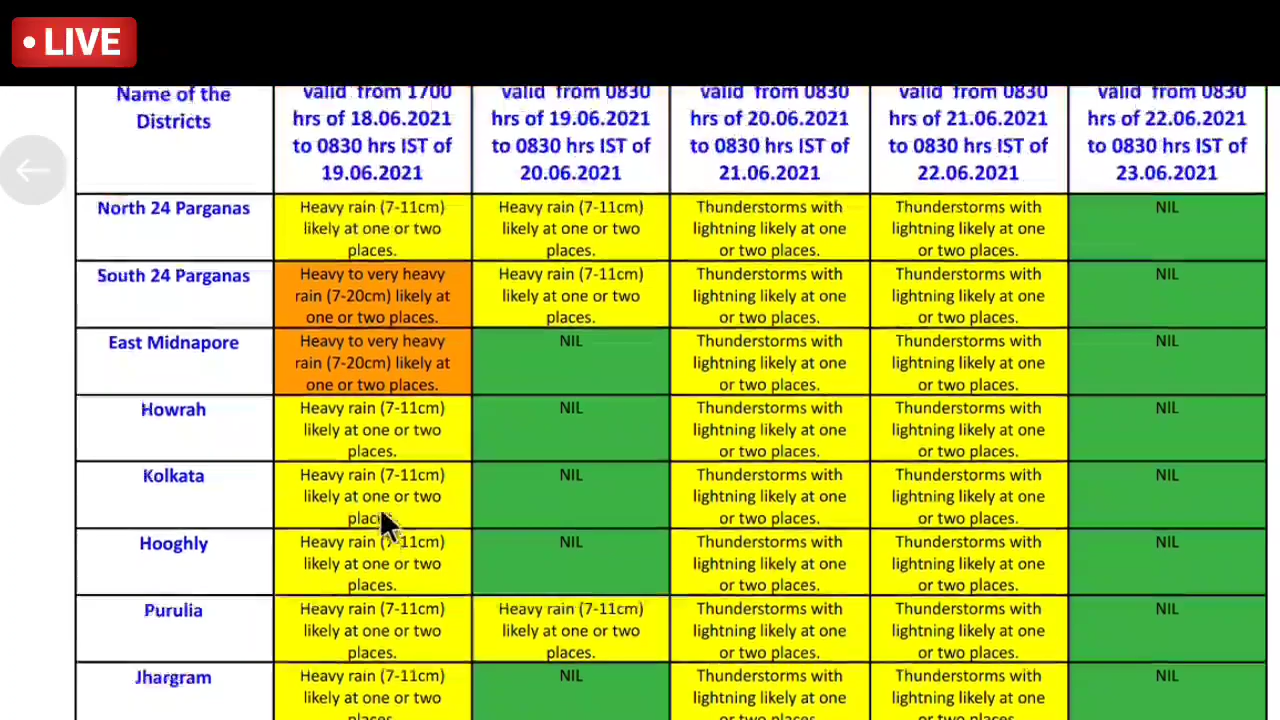 • LIVE
Name of the
Districts
valid from 1700
hrs of 18.06.2021
to 0830 hrs IST of
19.06.2021
valid from 0830
hrs of 19.06.2021
to 0830 hrs IST of
20.06.2021
valid from 0830
hrs of 20.06.2021
to 0830 hrs IST of
21.06.2021
valid from 0830
hrs of 21.06.2021
to 0830 hrs IST of
22.06.2021
valid from 0830
hrs of 22.06.2021
to 0830 hrs IST of
23.06.2021
North 24 Parganas
Heavy rain (7-11cm)
likely at one or two
places.
Heavy rain (7-11cm)
likely at one or two
places.
Thunderstorms with
lightning likely at one
or two places.
Thunderstorms with
lightning likely at one
or two places.
NIL
South 24 Parganas
Heavy to very heavy
rain (7-20cm) likely at
one or two places.
Heavy rain (7-11cm)
likely at one or two
places.
Thunderstorms with
lightning likely at one
or two places.
Thunderstorms with
lightning likely at one
or two places.
NIL
East Midnapore
Heavy to very heavy
rain (7-20cm) likely at
one or two places.
NIL
Thunderstorms with
lightning likely at one
or two places.
Thunderstorms with
lightning likely at one
or two places.
NIL
Howrah
Heavy rain (7-11cm)
likely at one or two
places.
NIL
Thunderstorms with
lightning likely at one
or two places.
Thunderstorms with
lightning likely at one
or two places.
NIL
Kolkata
Heavy rain (7-11cm)
likely at one or two
places.
NIL
Thunderstorms with
lightning likely at one
or two places.
Thunderstorms with
lightning likely at one
or two places.
NIL
Hooghly
Heavy rain (7-11cm)
likely at one or two
places.
NIL
Thunderstorms with
lightning likely at one
or two places.
Thunderstorms with
lightning likely at one
or two places.
NIL
Purulia
Heavy rain (7-11cm)
likely at one or two
places.
Heavy rain (7-11cm)
likely at one or two
places.
Thunderstorms with
lightning likely at one
or two places.
Thunderstorms with
lightning likely at one
or two places.
NIL
Jhargram
Heavy rain (7-11cm)
likely at one or two
places.
NIL
Thunderstorms with
lightning likely at one
or two places.
Thunderstorms with
lightning likely at one
or two places.
NIL